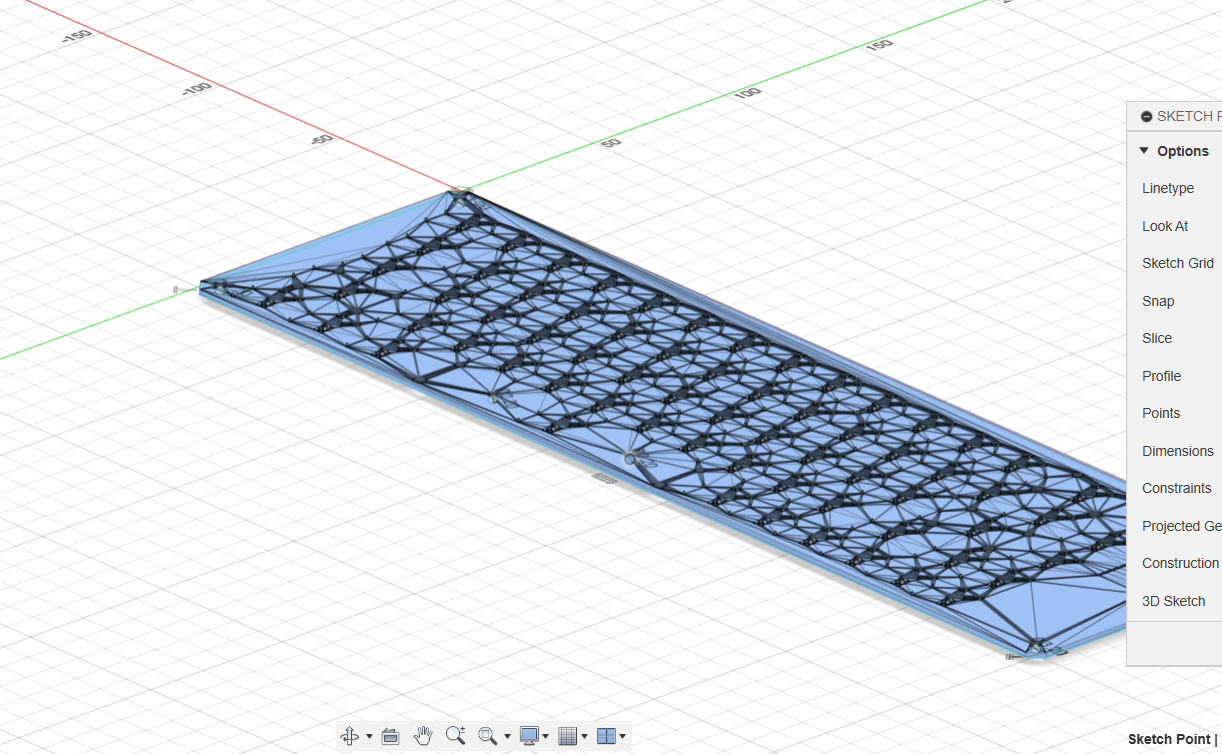 -150
-100
-50
50
100
150
SKETCH P
Options
Linetype
Look At
Sketch Grid
Snap
Slice
Profile
Points
Dimensions
Constraints
Projected Ge
Construction
3D Sketch
Sketch Point |